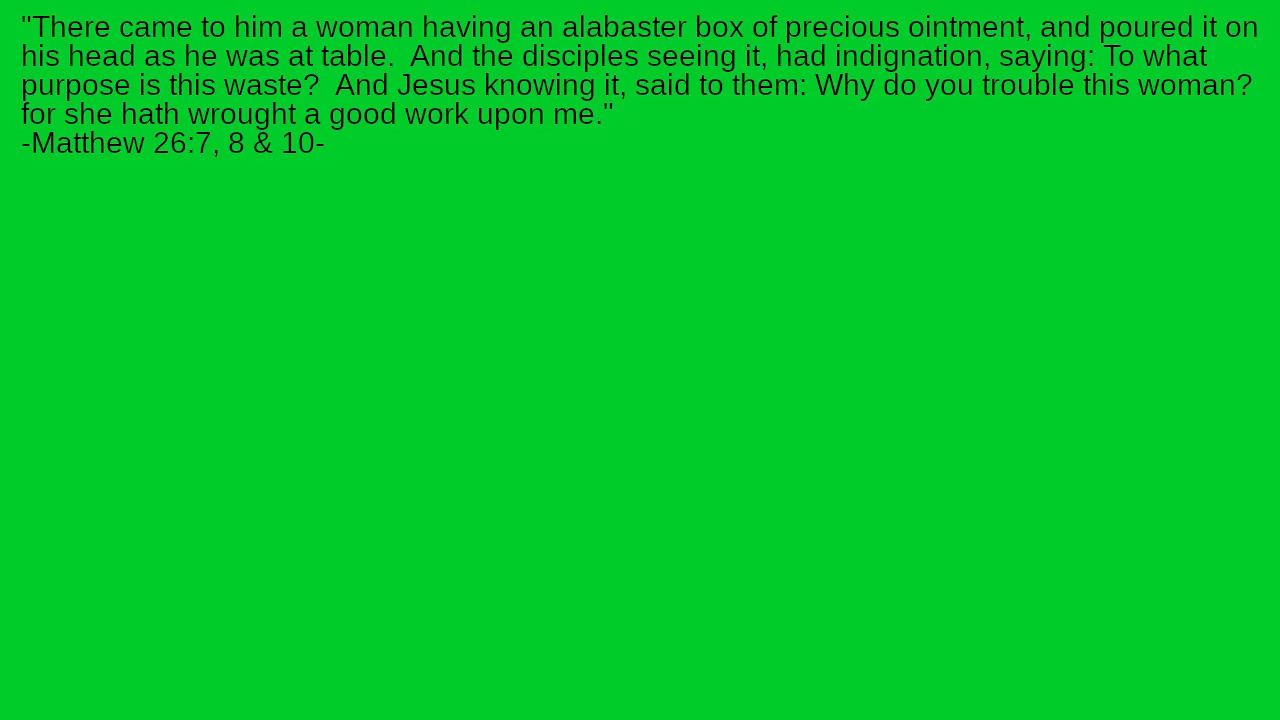 "There came to him a woman having an alabaster box of precious ointment, and poured it on
his head as he was at table.  And the disciples seeing it, had indignation, saying: To what
purpose is this waste?  And Jesus knowing it, said to them: Why do you trouble this woman?
for she hath wrought a good work upon me."
-Matthew 26:7, 8 & 10-